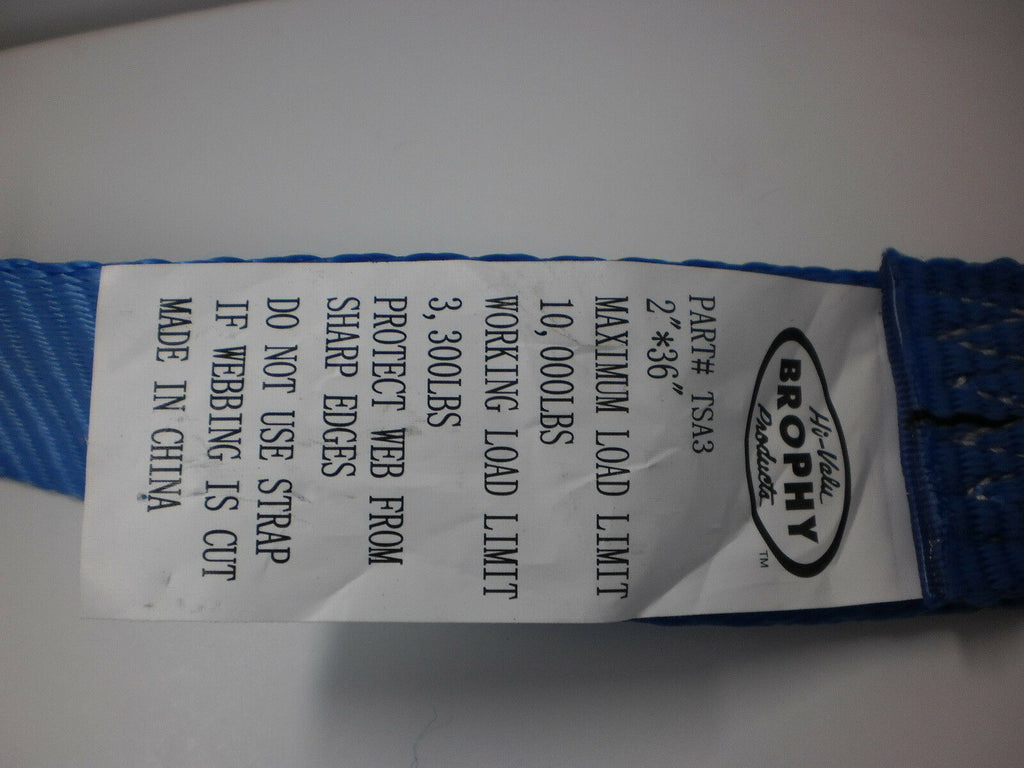 Hi-Valu
BROPHY
Products
TM
PART# TSA3
2"*36"
MAXIMUM LOAD LIMIT
10,000LBS
WORKING LOAD LIMIT
3,300LBS
PROTECT WEB FROM
SHARP EDGES
DO NOT USE STRAP
IF WEBBING IS CUT
MADE IN CHINA